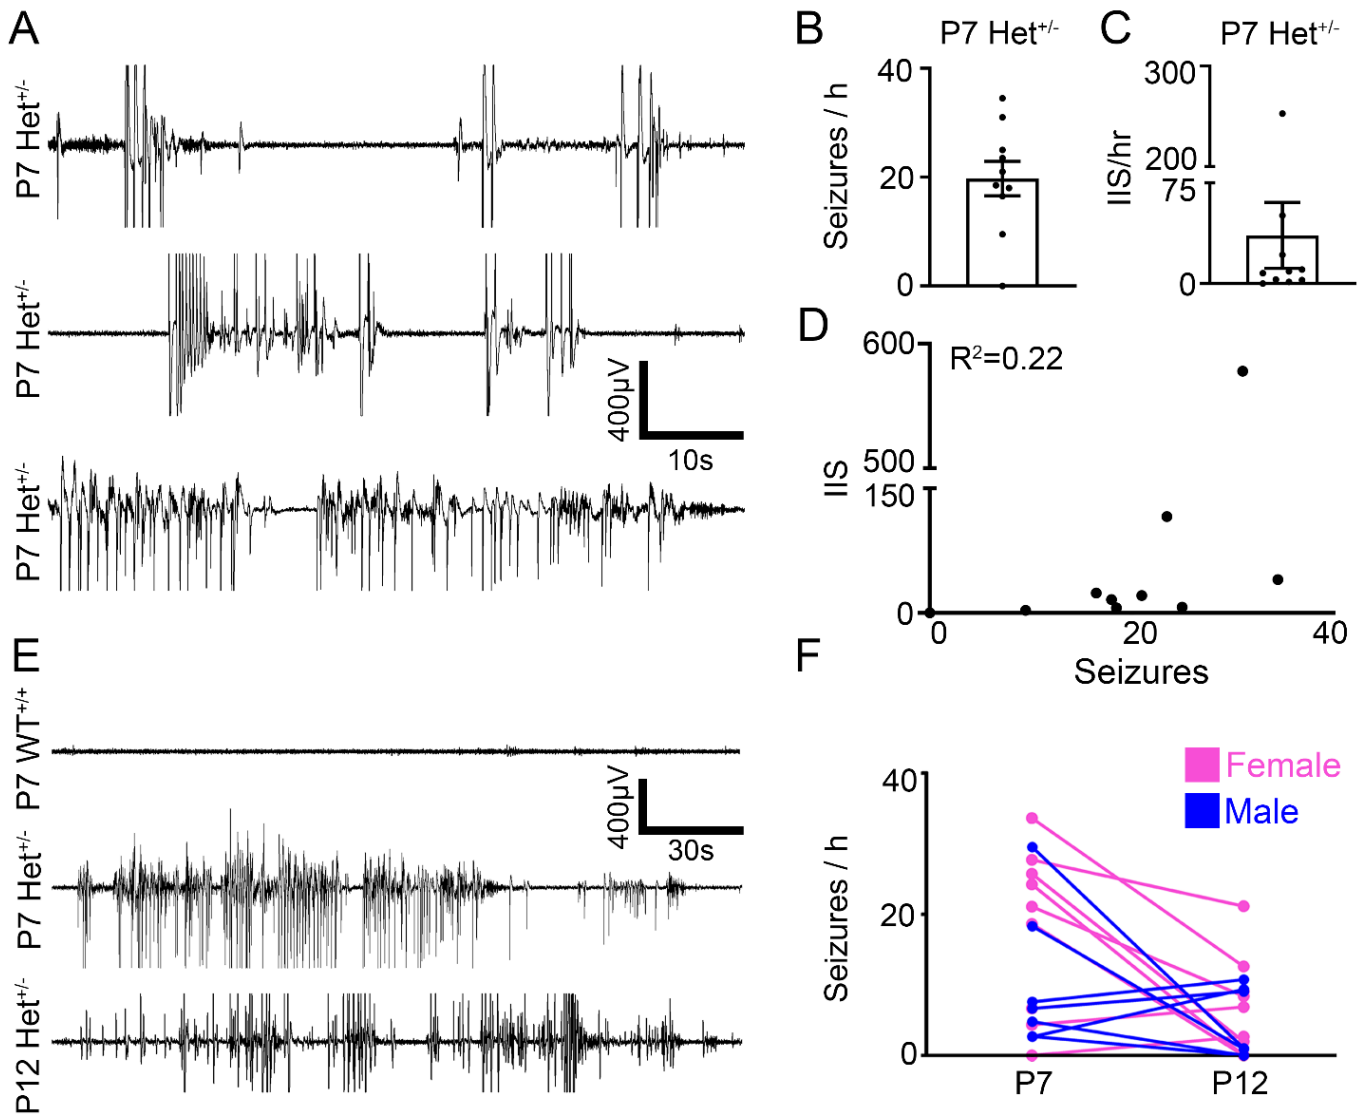 A
P7 Het+/-
P7 Het+/-
400µV
10s
P7 Het+/-
B
P7 Het+/-
Seizures / h
40
20
0
C
P7 Het+/-
IIS/hr
300
200
75
0
D
R²=0.22
IIS
600
500
150
0
0 20 40
Seizures
E
P7 WT+/+
400µV
30s
P7 Het+/-
P12 Het+/-
F
Female
Male
Seizures / h
40
20
0
P7 P12